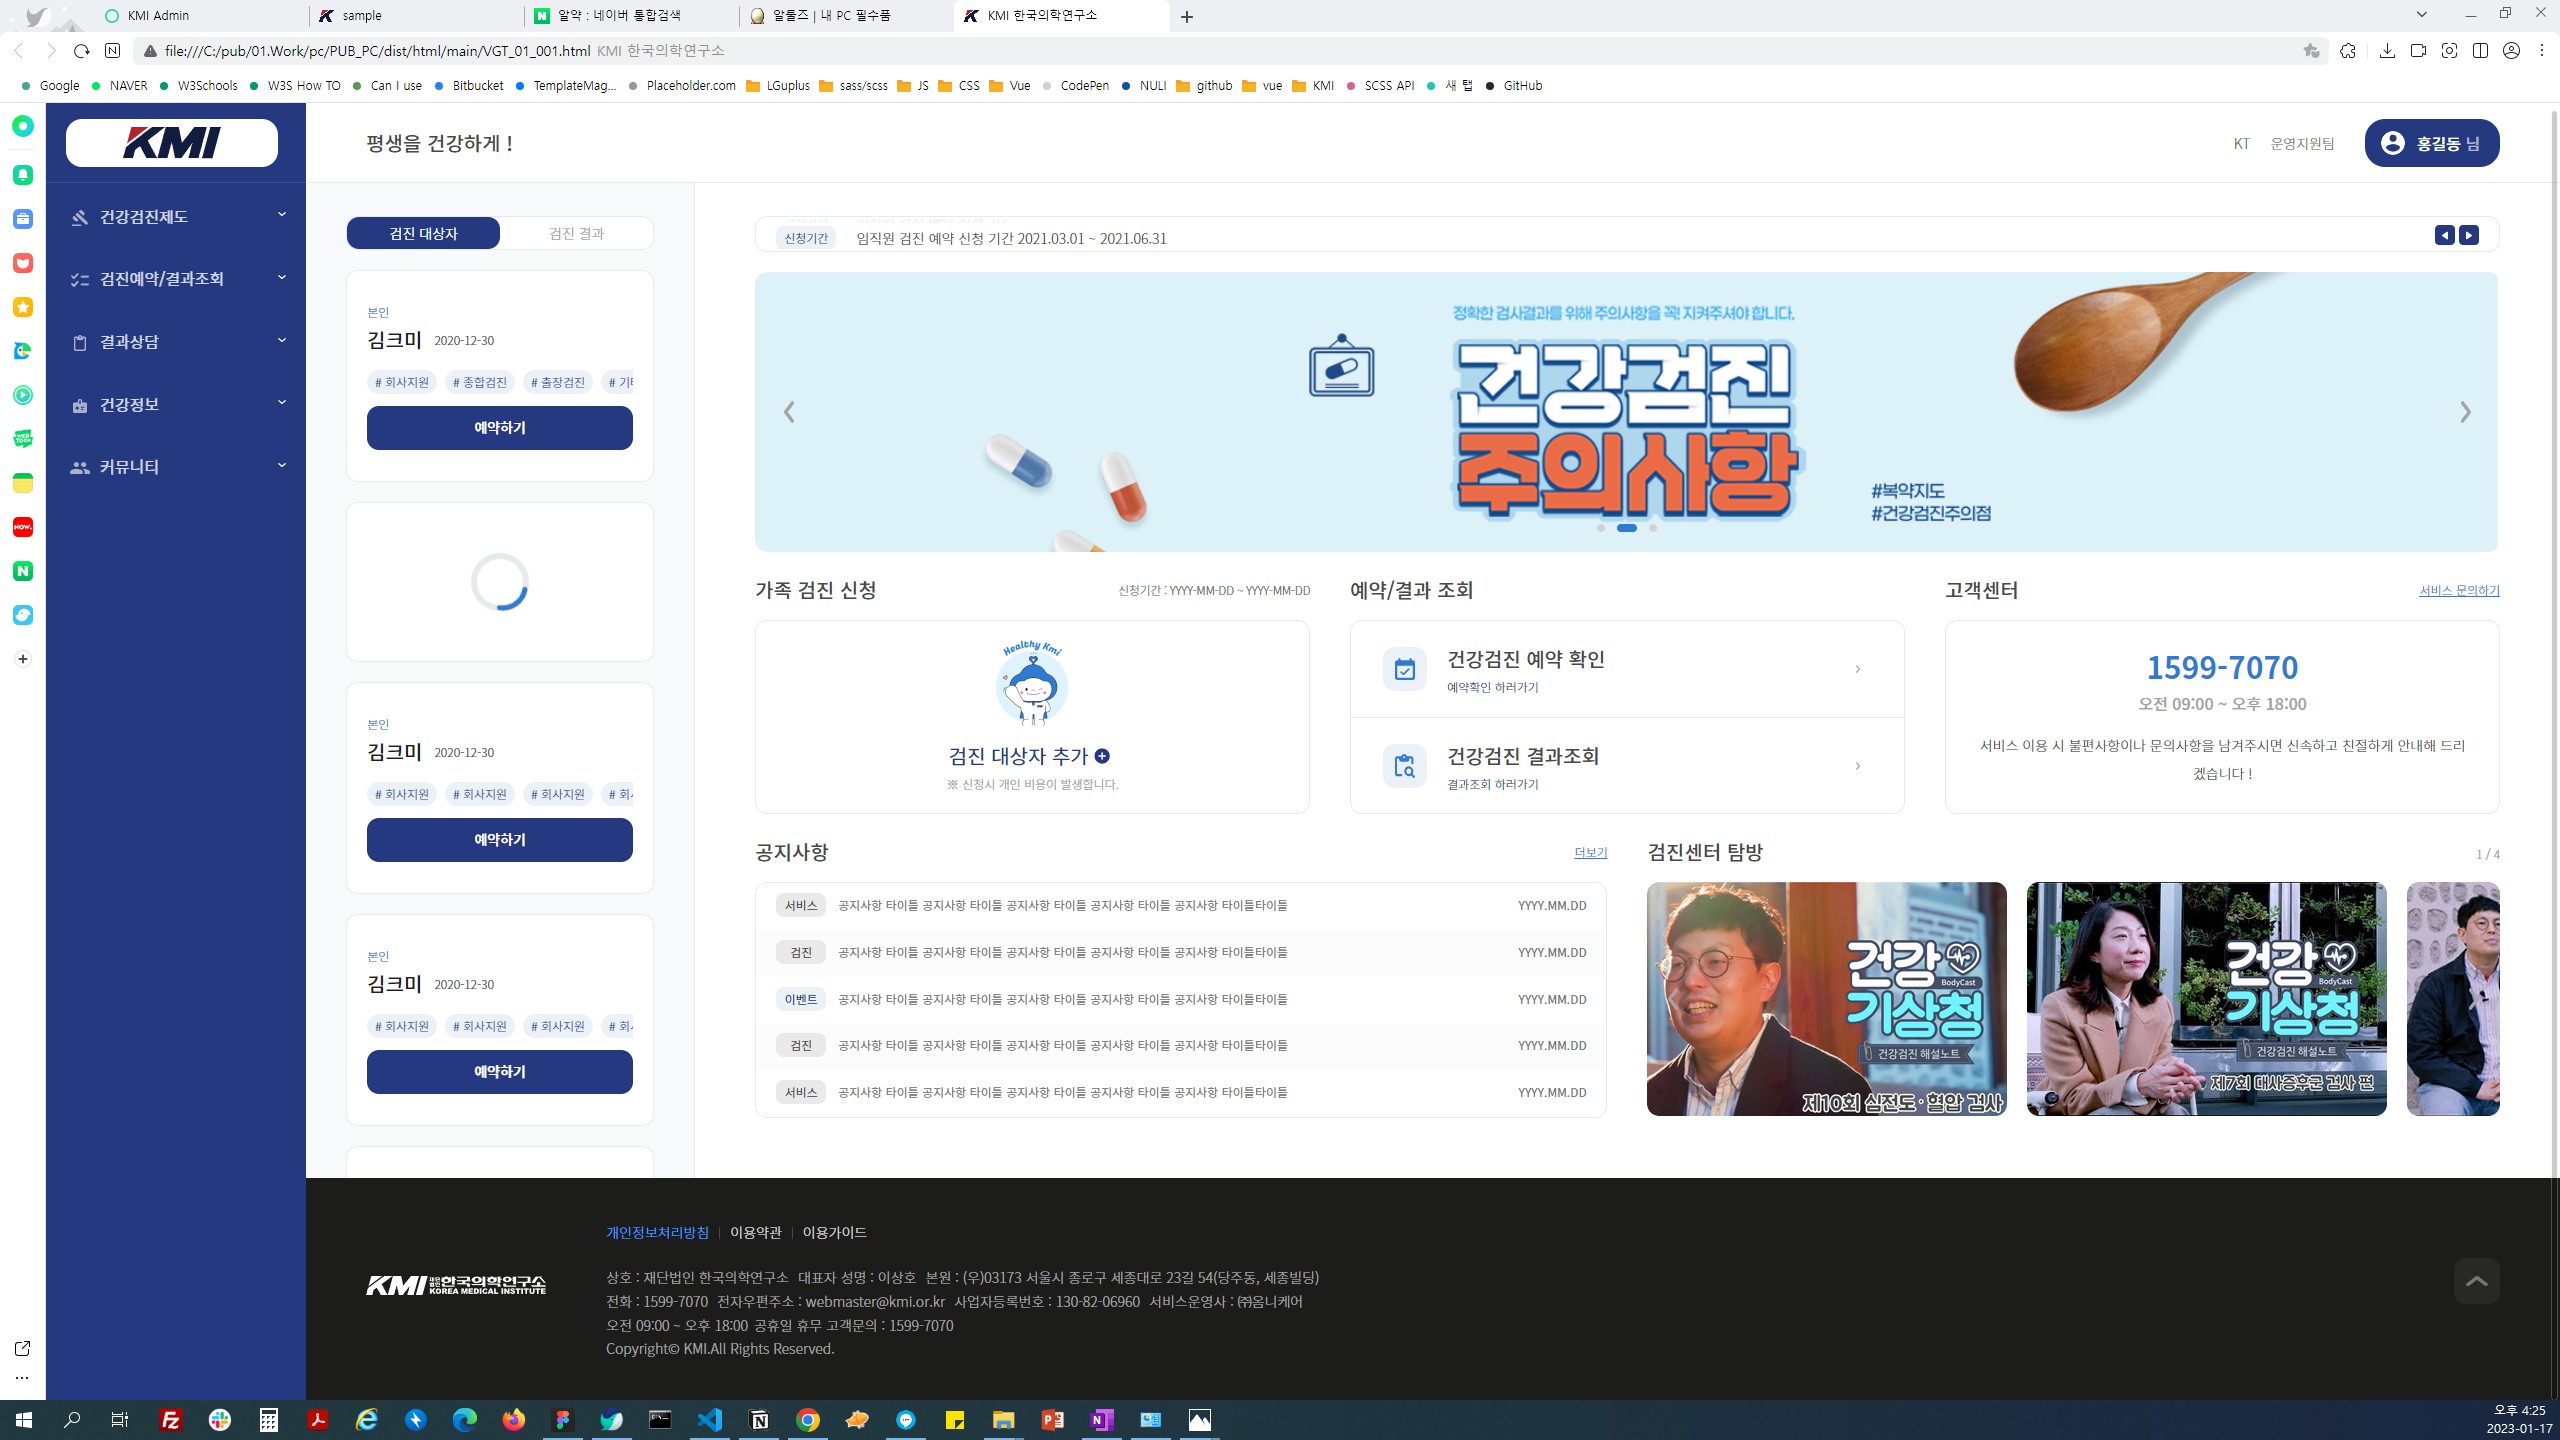 KMI Admin
sample
알약 : 네이버 통합검색
알툴즈 | 내 PC 필수품
KMI 한국의학연구소
file:///C:/pub/01.Work/pc/PUB_PC/dist/html/main/VGT_01_001.html KMI 한국의학연구소
Google
NAVER
W3Schools
W3S How TO
Can I use
Bitbucket
TemplateMag...
Placeholder.com
LGuplus
sass/scss
JS
CSS
Vue
CodePen
NULI
github
vue
KMI
SCSS API
새 탭
GitHub
KMI
평생을 건강하게 !
KT 운영지원팀
홍길동 님
건강검진제도
검진예약/결과조회
결과상담
건강정보
커뮤니티
검진 대상자
검진 결과
본인
김크미 2020-12-30
# 회사지원 # 종합검진 # 출장검진
예약하기
본인
김크미 2020-12-30
# 회사지원 # 회사지원 # 회사지원
예약하기
본인
김크미 2020-12-30
# 회사지원 # 회사지원 # 회사지원
예약하기
신청기간 임직원 검진 예약 신청 기간 2021.03.01 ~ 2021.06.31
정확한 검사결과를 위해 주의사항을 꼭! 지켜주셔야 합니다.
건강검진
주의사항
#복약지도
#건강검진주의점
가족 검진 신청
신청기간 : YYYY-MM-DD ~ YYYY-MM-DD
Healthy Kmi
검진 대상자 추가
※ 신청시 개인 비용이 발생합니다.
예약/결과 조회
건강검진 예약 확인
예약확인 하러가기
건강검진 결과조회
결과조회 하러가기
고객센터
서비스 문의하기
1599-7070
오전 09:00 ~ 오후 18:00
서비스 이용 시 불편사항이나 문의사항을 남겨주시면 신속하고 친절하게 안내해 드리
겠습니다 !
공지사항
더보기
서비스 공지사항 타이틀 공지사항 타이틀 공지사항 타이틀 공지사항 타이틀 공지사항 타이틀타이틀 YYYY.MM.DD
검진 공지사항 타이틀 공지사항 타이틀 공지사항 타이틀 공지사항 타이틀 공지사항 타이틀타이틀 YYYY.MM.DD
이벤트 공지사항 타이틀 공지사항 타이틀 공지사항 타이틀 공지사항 타이틀 공지사항 타이틀타이틀 YYYY.MM.DD
검진 공지사항 타이틀 공지사항 타이틀 공지사항 타이틀 공지사항 타이틀 공지사항 타이틀타이틀 YYYY.MM.DD
서비스 공지사항 타이틀 공지사항 타이틀 공지사항 타이틀 공지사항 타이틀 공지사항 타이틀타이틀 YYYY.MM.DD
검진센터 탐방
1 / 4
건강
BodyCast
기상청
건강검진 해설노트
제10회 심전도·혈압 검사
건강
BodyCast
기상청
건강검진 해설노트
제7회 대사증후군 검사 편
개인정보처리방침 | 이용약관 | 이용가이드
KMI 재단법인 한국의학연구소
KOREA MEDICAL INSTITUTE
상호 : 재단법인 한국의학연구소 대표자 성명 : 이상호 본원 : (우)03173 서울시 종로구 세종대로 23길 54(당주동, 세종빌딩)
전화 : 1599-7070 전자우편주소 : webmaster@kmi.or.kr 사업자등록번호 : 130-82-06960 서비스운영사 : ㈜옴니케어
오전 09:00 ~ 오후 18:00 공휴일 휴무 고객문의 : 1599-7070
Copyright© KMI.All Rights Reserved.
오후 4:25
2023-01-17